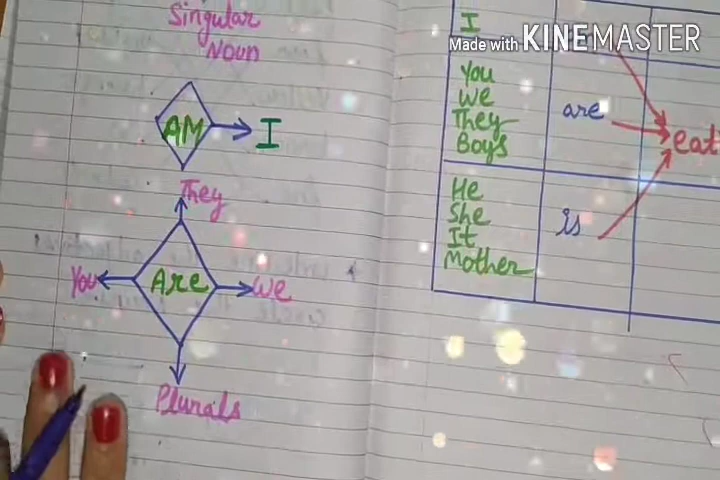 Singular
Noun
AM
I
They
You
Are
We
Plurals
I
Made with KINEMASTER
You
We
They
Boys
are
eat
He
She
It
Mother
is